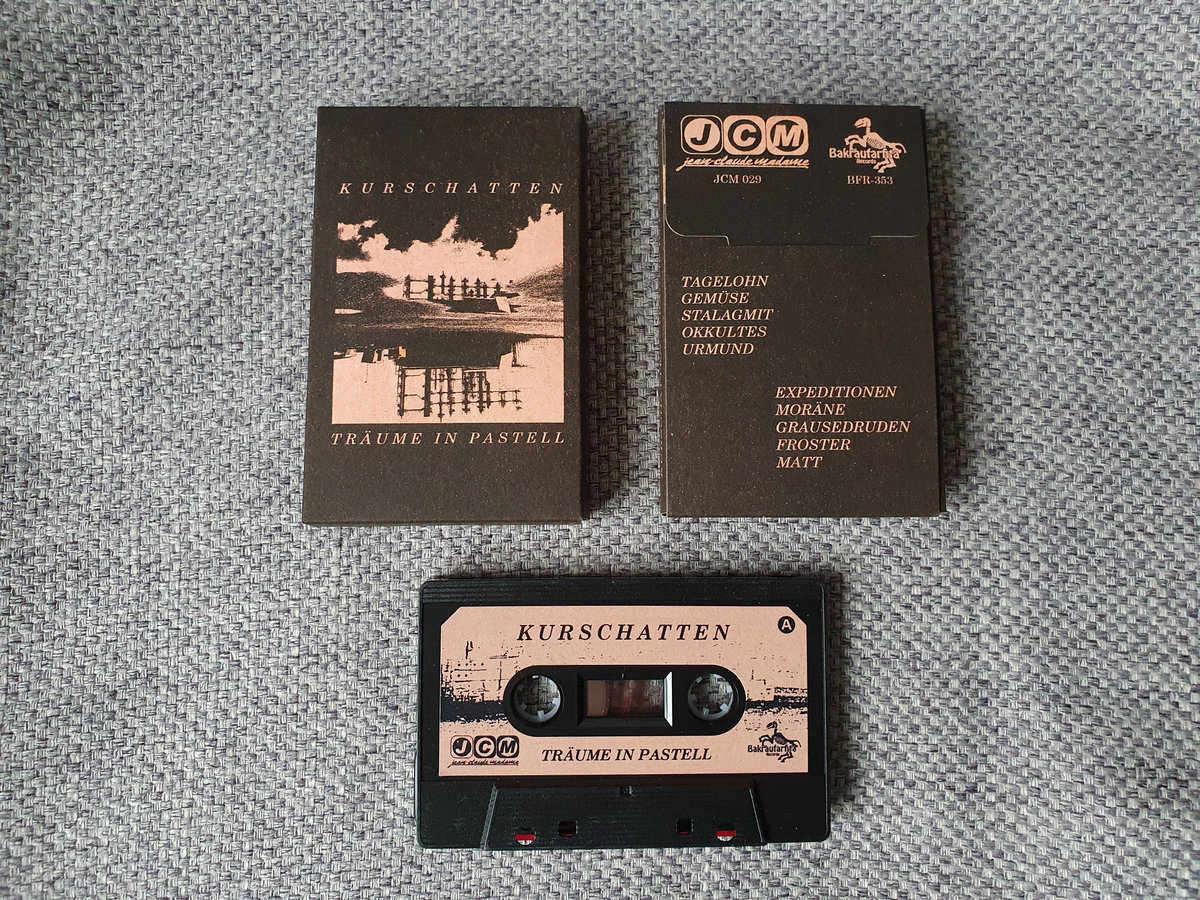 KURSCHATTEN
TRÄUME IN PASTELL
JCM
jean-claude madame
JCM 029
Bakraufarfita
Records
BFR-353
TAGELOHN
GEMÜSE
STALAGMIT
OKKULTES
URMUND
EXPEDITIONEN
MORÄNE
GRAUSEDRUDEN
FROSTER
MATT
KURSCHATTEN
A
JCM
jean-claude madame
TRÄUME IN PASTELL
Bakraufarfita
Records